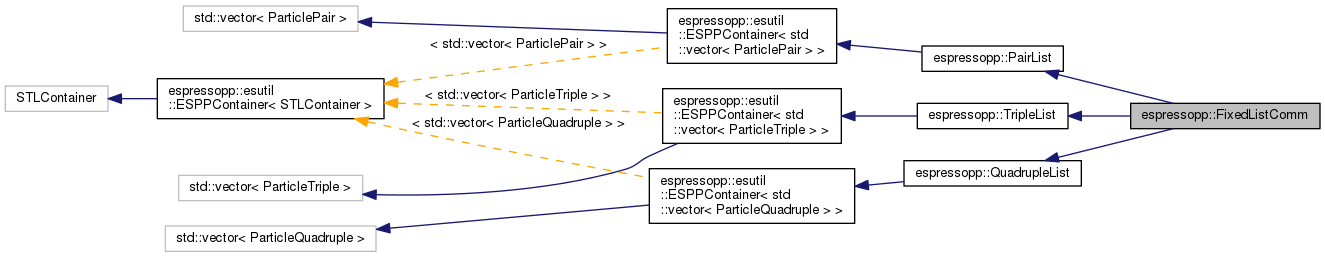 std::vector< ParticlePair >
espressopp::esutil
::ESPPContainer< std
::vector< ParticlePair > >
< std::vector< ParticlePair > >
espressopp::PairList
STLContainer
espressopp::esutil
::ESPPContainer< STLContainer >
< std::vector< ParticleTriple > >
espressopp::esutil
::ESPPContainer< std
::vector< ParticleTriple > >
espressopp::TripleList
espressopp::FixedListComm
< std::vector< ParticleQuadruple > >
std::vector< ParticleTriple >
espressopp::esutil
::ESPPContainer< std
::vector< ParticleQuadruple > >
espressopp::QuadrupleList
std::vector< ParticleQuadruple >